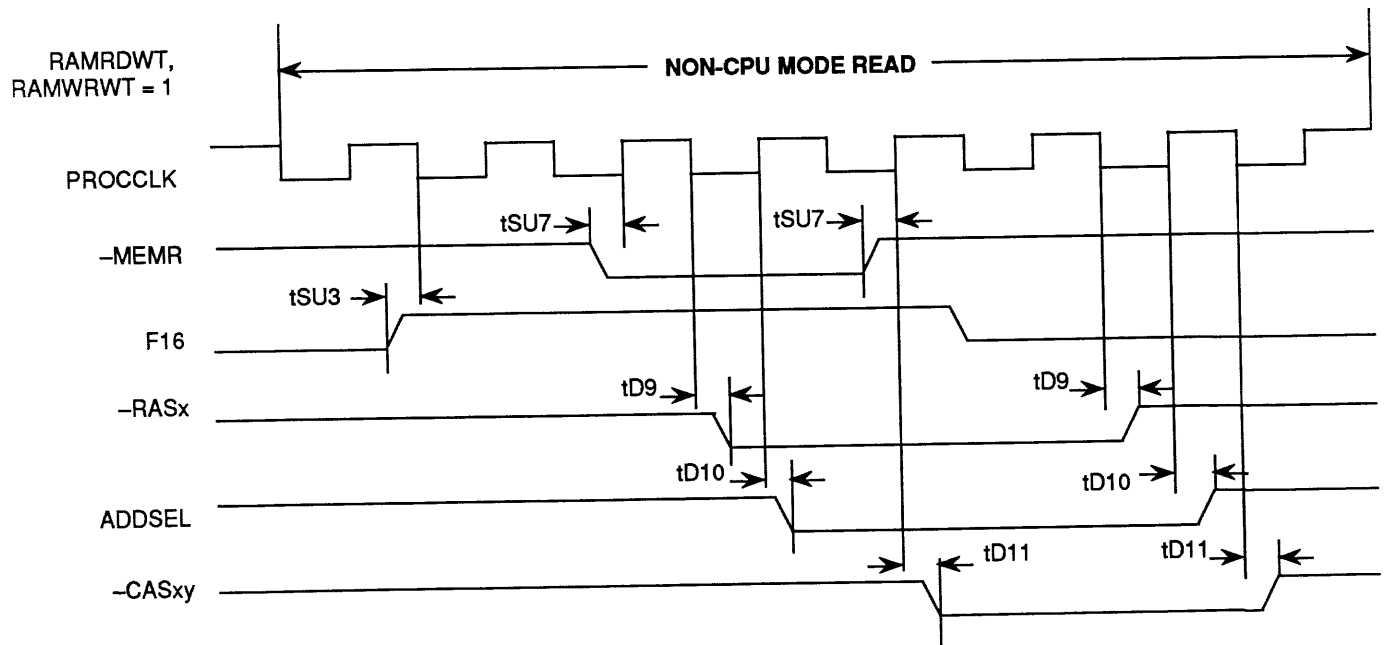 RAMRDWT,
RAMWRWT = 1
NON-CPU MODE READ
PROCCLK
tSU7
tSU7
–MEMR
tSU3
F16
tD9
tD9
–RASx
tD10
tD10
ADDSEL
tD11
tD11
–CASxy